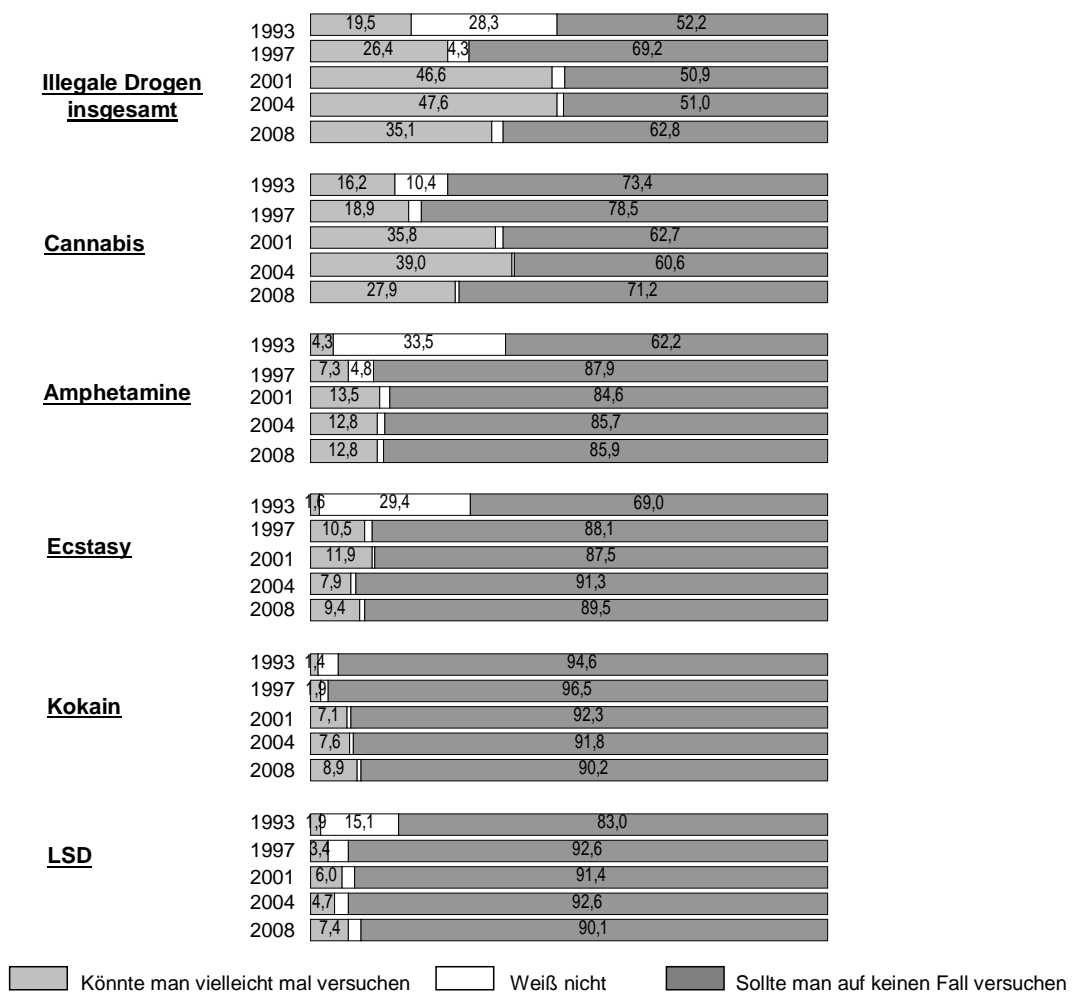 1993 19,5 28,3 52,2
1997 26,4 4,3 69,2
Illegale Drogen
insgesamt
2001 46,6 50,9
2004 47,6 51,0
2008 35,1 62,8
1993 16,2 10,4 73,4
1997 18,9 78,5
Cannabis
2001 35,8 62,7
2004 39,0 60,6
2008 27,9 71,2
1993 4,3 33,5 62,2
1997 7,3 4,8 87,9
Amphetamine
2001 13,5 84,6
2004 12,8 85,7
2008 12,8 85,9
1993 1,6 29,4 69,0
1997 10,5 88,1
Ecstasy
2001 11,9 87,5
2004 7,9 91,3
2008 9,4 89,5
1993 1,4 94,6
1997 1,9 96,5
Kokain
2001 7,1 92,3
2004 7,6 91,8
2008 8,9 90,2
1993 1,9 15,1 83,0
LSD
1997 3,4 92,6
2001 6,0 91,4
2004 4,7 92,6
2008 7,4 90,1
Könnte man vielleicht mal versuchen Weiß nicht Sollte man auf keinen Fall versuchen